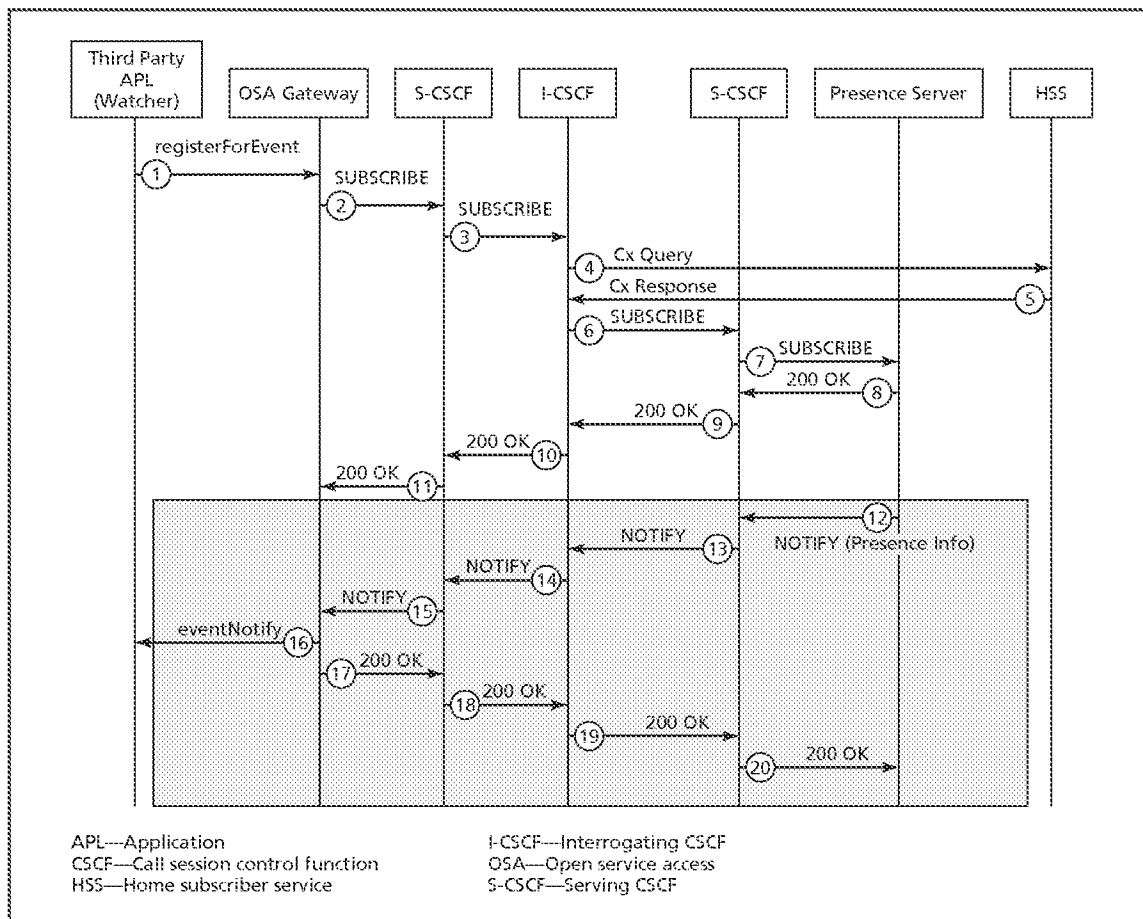 Third Party
APL
(Watcher)
OSA Gateway
S-CSCF
I-CSCF
S-CSCF
Presence Server
HSS
registerForEvent
1
SUBSCRIBE
2
SUBSCRIBE
3
4
Cx Query
Cx Response
5
6
SUBSCRIBE
7
SUBSCRIBE
200 OK
8
200 OK
9
200 OK
10
200 OK
11
12
NOTIFY (Presence Info)
NOTIFY
13
NOTIFY
14
NOTIFY
15
eventNotify
16
17
200 OK
18
200 OK
19
200 OK
20
200 OK
APL—Application
CSCF—Call session control function
HSS—Home subscriber service
I-CSCF—Interrogating CSCF
OSA—Open service access
S-CSCF—Serving CSCF